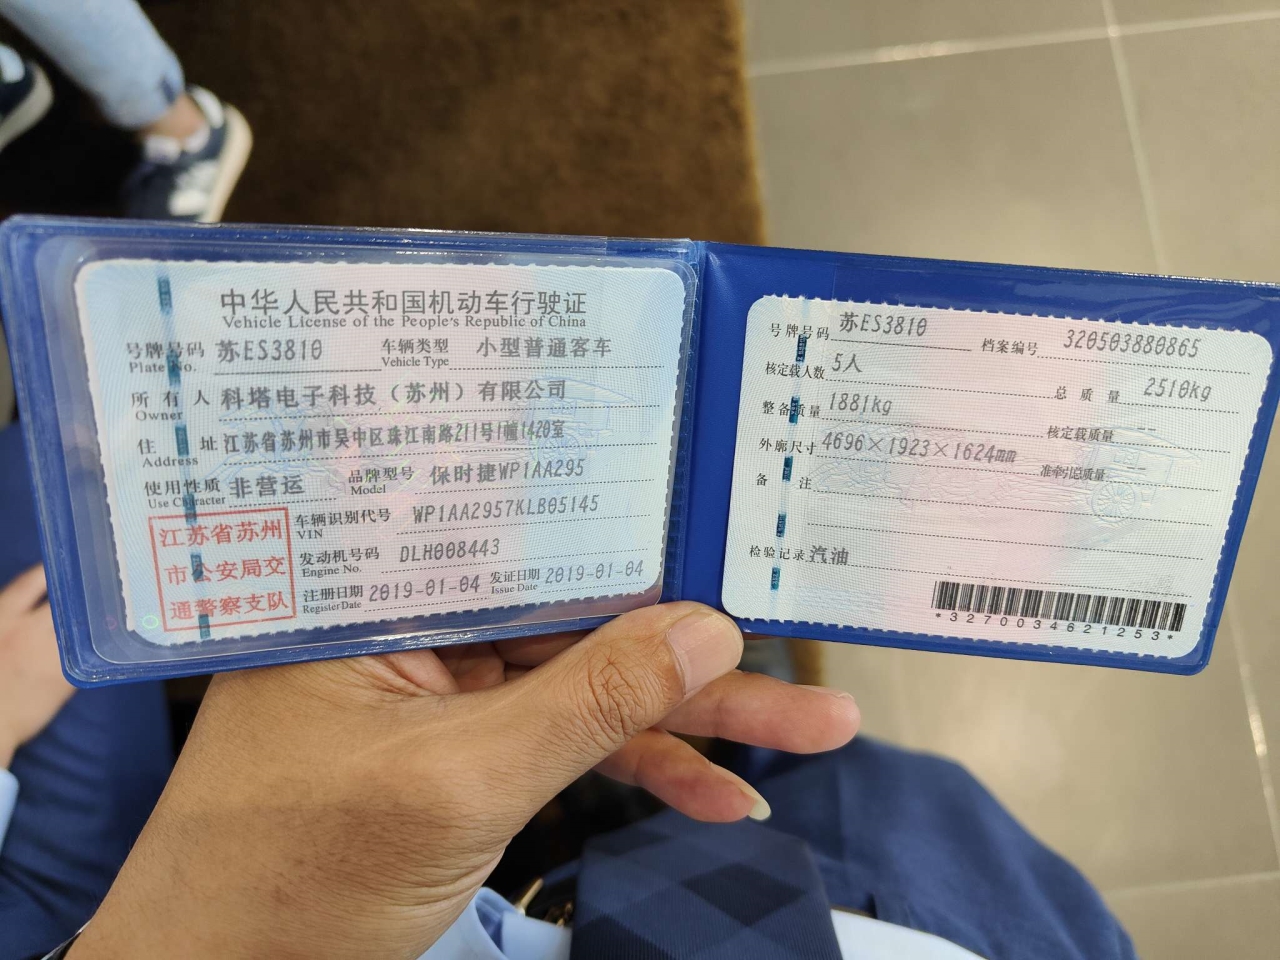 中华人民共和国机动车行驶证
Vehicle License of the People's Republic of China
号牌号码 苏ES3810 车辆类型 小型普通客车
Plate No. Vehicle Type
所有人 科塔电子科技（苏州）有限公司
Owner
住址 江苏省苏州市吴中区珠江南路211号1幢1420室
Address
使用性质 非营运 品牌型号 保时捷WP1AA295
Use Character Model
江苏省苏州
市公安局交
通警察支队
车辆识别代号 WP1AA2957KLB05145
VIN
发动机号码 DLH008443
Engine No.
注册日期 2019-01-04 发证日期 2019-01-04
Register Date Issue Date
号牌号码 苏ES3810 档案编号 320503880865
核定载人数 5人 总质量 2510kg
整备质量 1881kg 核定载质量 --
外廓尺寸 4696×1923×1624mm 准牵引总质量 --
备注
检验记录 汽油
*3270034621253*